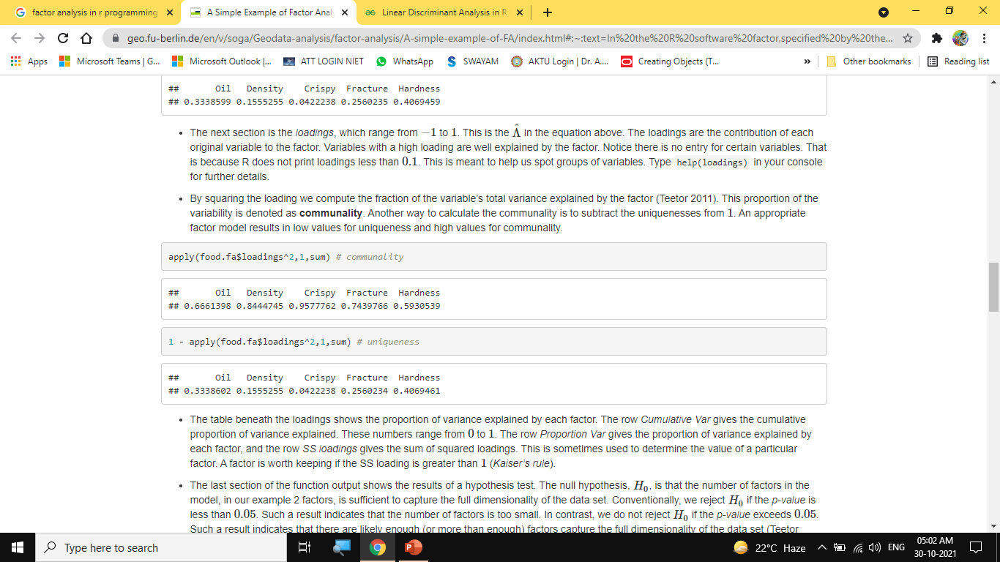 factor analysis in r programming
A Simple Example of Factor Analy
Linear Discriminant Analysis in R
geo.fu-berlin.de/en/v/soga/Geodata-analysis/factor-analysis/A-simple-example-of-FA/index.html#:~:text=In%20the%20R%20software%20factor,specified%20by%20the...
Apps Microsoft Teams | G... Microsoft Outlook |... ATT LOGIN NIET WhatsApp SWAYAM AKTU Login | Dr. A.... Creating Objects (T... » Other bookmarks Reading list
## Oil Density Crispy Fracture Hardness
## 0.3338599 0.1555255 0.0422238 0.2560235 0.4069459
• The next section is the loadings, which range from −1 to 1. This is the Λ̂ in the equation above. The loadings are the contribution of each
original variable to the factor. Variables with a high loading are well explained by the factor. Notice there is no entry for certain variables. That
is because R does not print loadings less than 0.1. This is meant to help us spot groups of variables. Type help(loadings) in your console
for further details.
• By squaring the loading we compute the fraction of the variable's total variance explained by the factor (Teetor 2011). This proportion of the
variability is denoted as communality. Another way to calculate the communality is to subtract the uniquenesses from 1. An appropriate
factor model results in low values for uniqueness and high values for communality.
apply(food.fa$loadings^2,1,sum) # communality
## Oil Density Crispy Fracture Hardness
## 0.6661398 0.8444745 0.9577762 0.7439766 0.5930539
1 - apply(food.fa$loadings^2,1,sum) # uniqueness
## Oil Density Crispy Fracture Hardness
## 0.3338602 0.1555255 0.0422238 0.2560234 0.4069461
• The table beneath the loadings shows the proportion of variance explained by each factor. The row Cumulative Var gives the cumulative
proportion of variance explained. These numbers range from 0 to 1. The row Proportion Var gives the proportion of variance explained by
each factor, and the row SS loadings gives the sum of squared loadings. This is sometimes used to determine the value of a particular
factor. A factor is worth keeping if the SS loading is greater than 1 (Kaiser's rule).
• The last section of the function output shows the results of a hypothesis test. The null hypothesis, H₀, is that the number of factors in the
model, in our example 2 factors, is sufficient to capture the full dimensionality of the data set. Conventionally, we reject H₀ if the p-value is
less than 0.05. Such a result indicates that the number of factors is too small. In contrast, we do not reject H₀ if the p-value exceeds 0.05.
Such a result indicates that there are likely enough (or more than enough) factors capture the full dimensionality of the data set (Teetor
Type here to search
22°C Haze
ENG
05:02 AM
30-10-2021